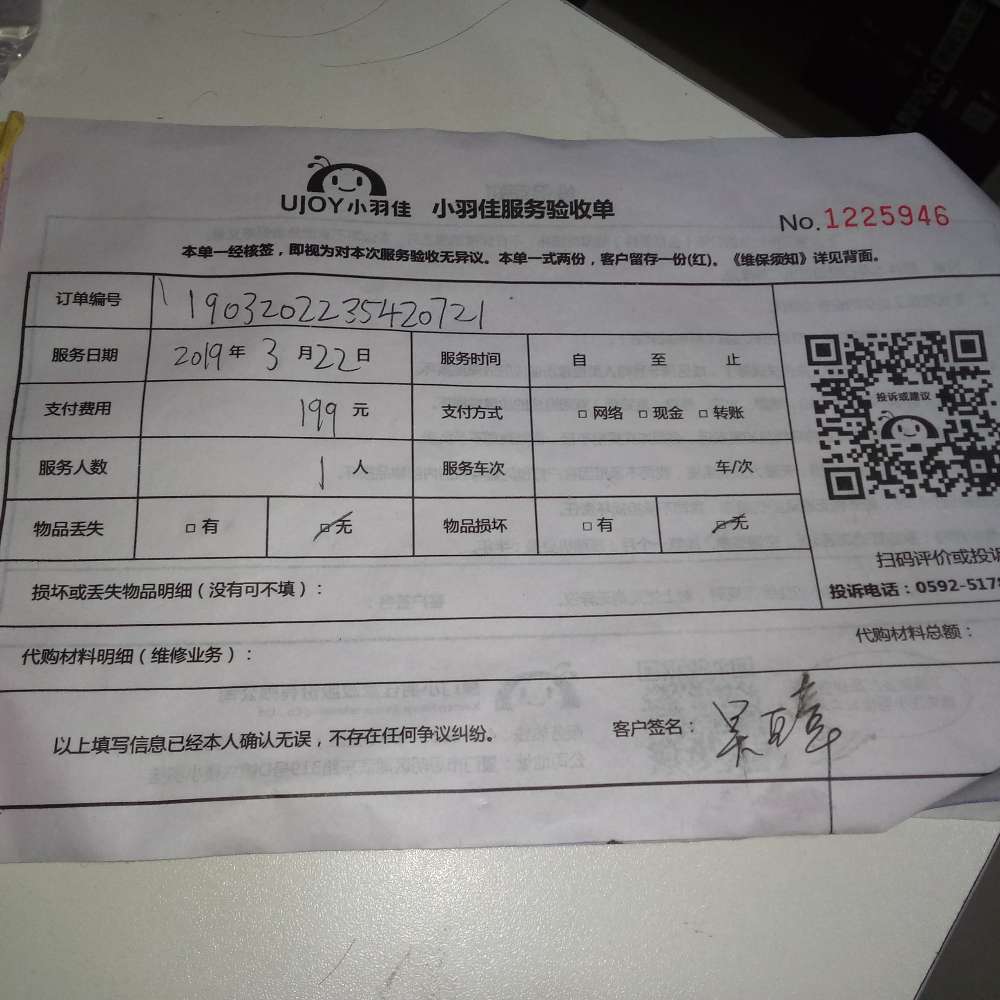 UJOY小羽佳 小羽佳服务验收单
No.1225946
本单一经核签，即视为对本次服务验收无异议。本单一式两份，客户留存一份(红)。《维保须知》详见背面。
订单编号 1903202235420721
服务日期 2019年3月22日 服务时间 自 至 止
支付费用 199元 支付方式 □网络 □现金 □转账
投诉或建议
服务人数 1人 服务车次 车/次
物品丢失 □有 □无 物品损坏 □有 □无
扫码评价或投诉
损坏或丢失物品明细（没有可不填）：
投诉电话：0592-517
代购材料明细（维修业务）： 代购材料总额：
以上填写信息已经本人确认无误，不存在任何争议纠纷。 客户签名：